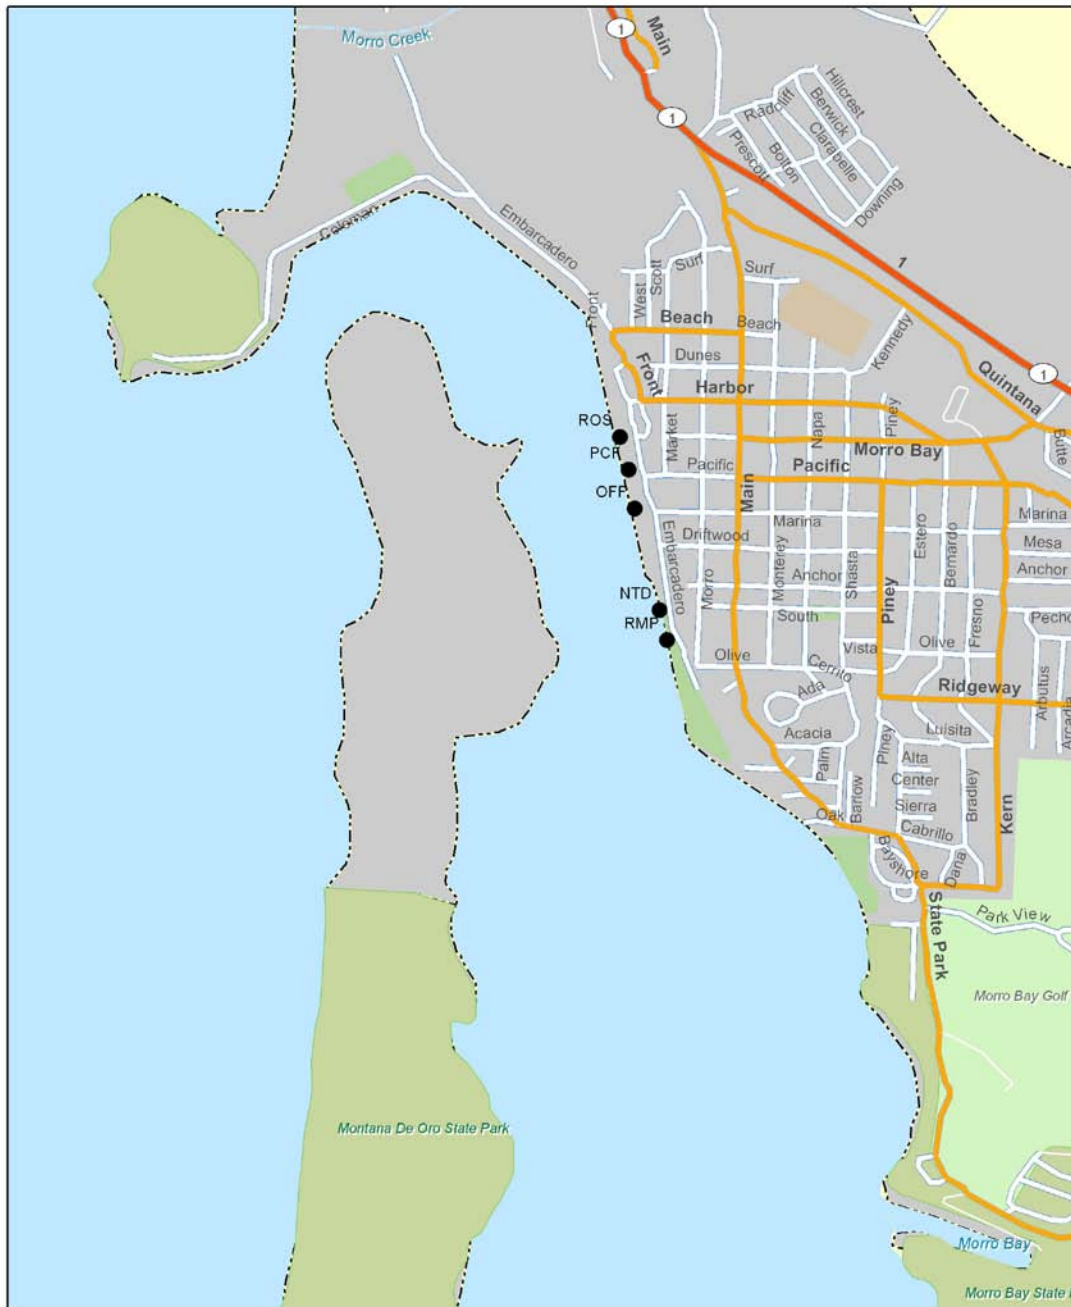 1
Main
Morro Creek
1
Hillcrest
Radcliff
Berwick
Prescott
Bolton
Clarabelle
Downing
Coleman
Embarcadero
1
Surf
Surf
Scott
West
Front
Beach
Beach
Kennedy
Front
Dunes
Harbor
1
Quintana
Market
Napa
Piney
Butte
ROS
PCF
OFF
Morro Bay
Pacific
Pacific
Main
Marina
Marina
Embarcadero
Driftwood
Morro
Monterey
Shasta
Estero
Bernardo
Mesa
Anchor
Anchor
NTD
RMP
South
Piney
Fresno
Pecho
Olive
Vista
Olive
Cerrito
Ada
Ridgeway
Arbutus
Arcadia
Acacia
Palm
Piney
Luisita
Alta
Center
Barlow
Sierra
Bradley
Kern
Oak
Cabrillo
Bayshore
Dana
State Park
Park View
Morro Bay Golf
Montana De Oro State Park
Morro Bay
Morro Bay State